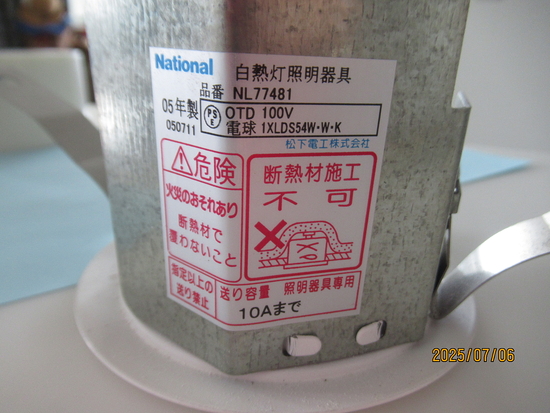 National 白熱灯照明器具
品番 NL77481
05年製 PSE OTD 100V
050711 電球 1XLDS54W・W・K
松下電工株式会社
危険
火災のおそれあり
断熱材で
覆わないこと
断熱材施工
不可
指定以上の
送り禁止
送り容量 照明器具専用
10Aまで
2025/07/06